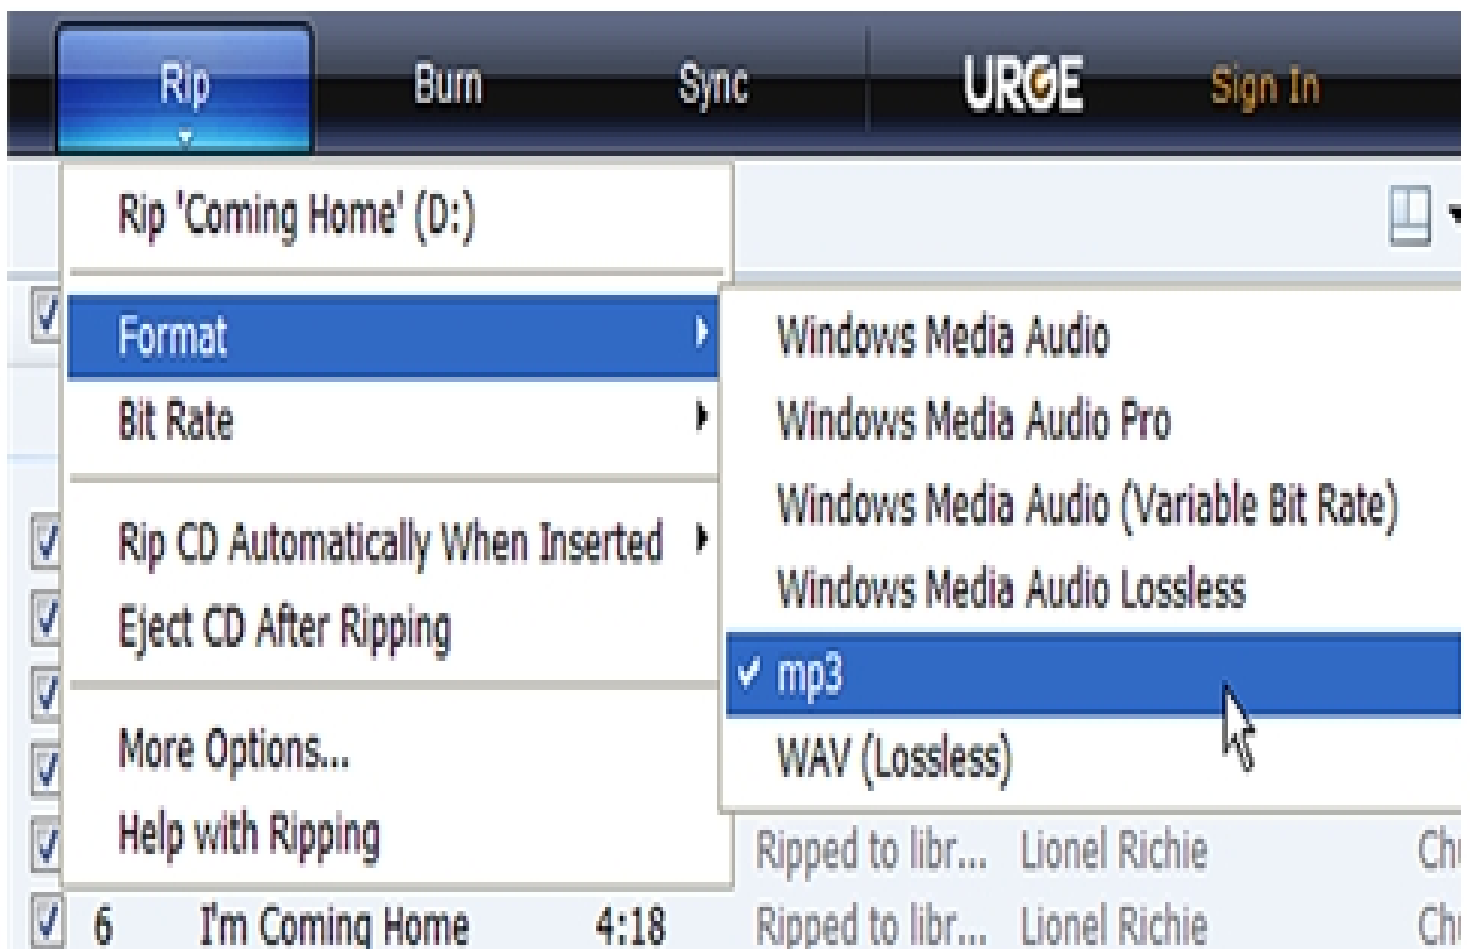 Rip Burn Sync URGE Sign In
Rip 'Coming Home' (D:)
Format
Bit Rate
Rip CD Automatically When Inserted
Eject CD After Ripping
More Options...
Help with Ripping
Windows Media Audio
Windows Media Audio Pro
Windows Media Audio (Variable Bit Rate)
Windows Media Audio Lossless
mp3
WAV (Lossless)
Ripped to libr... Lionel Richie
6 I'm Coming Home 4:18 Ripped to libr... Lionel Richie